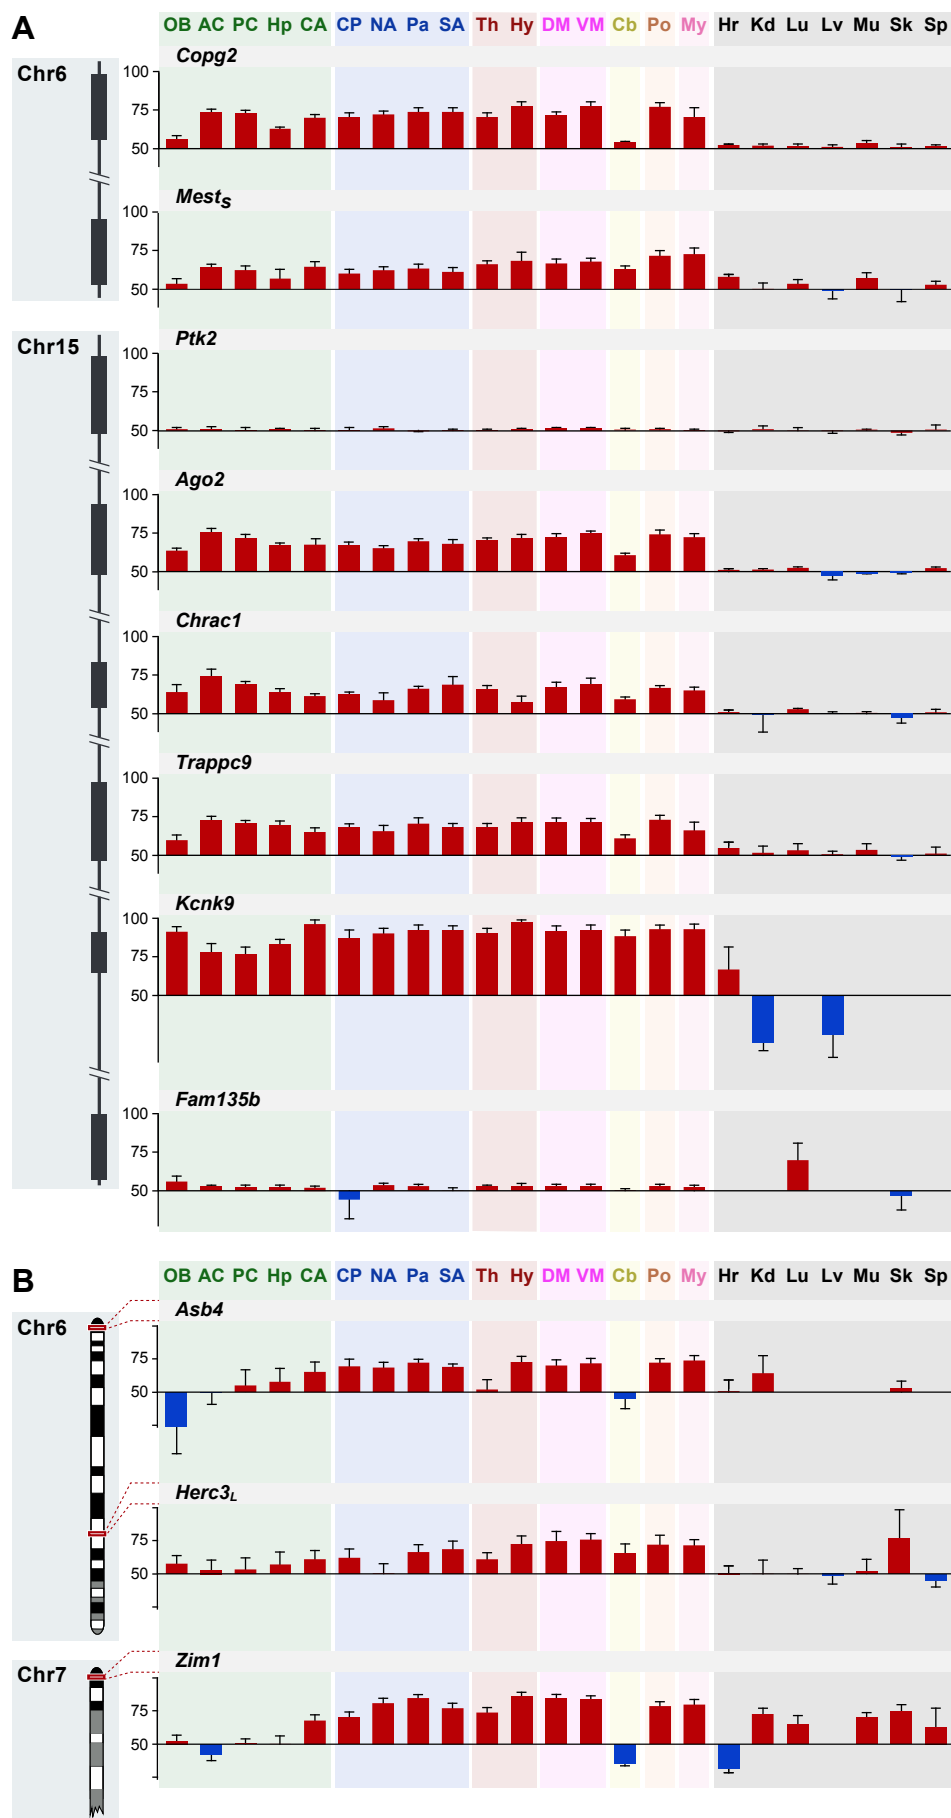 A
OB AC PC Hp CA CP NA Pa SA Th Hy DM VM Cb Po My Hr Kd Lu Lv Mu Sk Sp
Copg2
Chr6
100
75
50
Mests
100
75
50
Chr15
Ptk2
100
75
50
Ago2
100
75
50
Chrac1
100
75
50
Trappc9
100
75
50
Kcnk9
100
75
50
Fam135b
100
75
50
B
OB AC PC Hp CA CP NA Pa SA Th Hy DM VM Cb Po My Hr Kd Lu Lv Mu Sk Sp
Asb4
Chr6
75
50
Herc3L
75
50
Zim1
Chr7
75
50